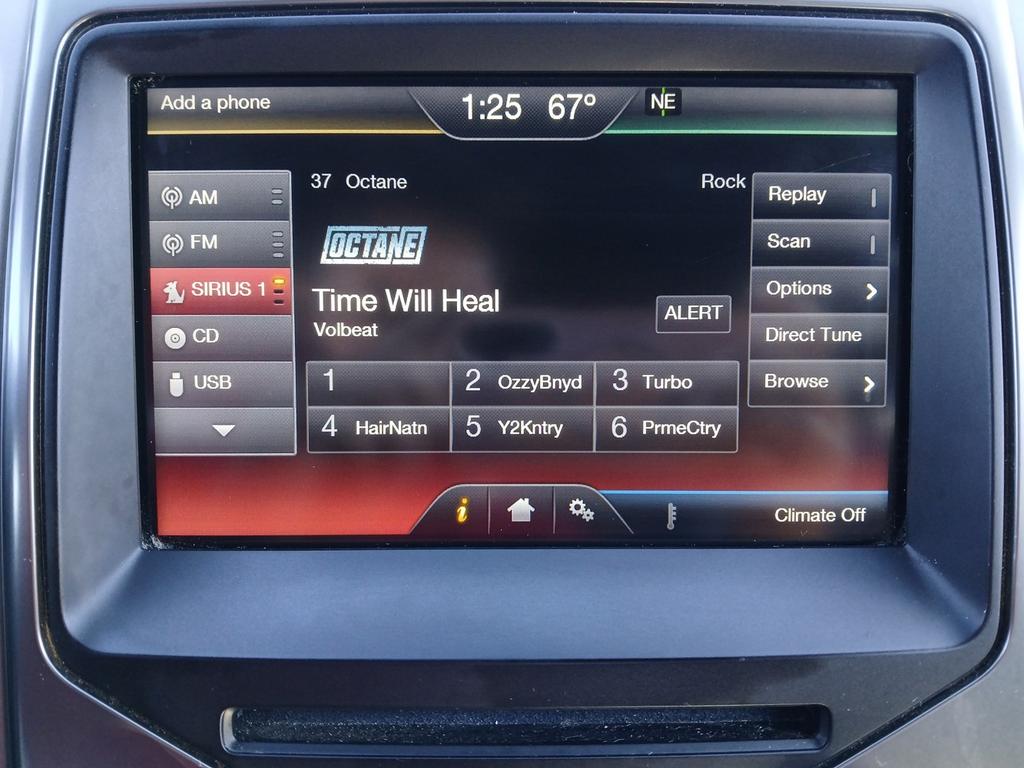 Add a phone
1:25 67º
NE
AM
FM
SIRIUS 1
CD
USB
37 Octane
Rock
OCTANE
Time Will Heal
Volbeat
ALERT
1
2 OzzyBnyd
3 Turbo
4 HairNatn
5 Y2Kntry
6 PrmeCtry
Replay
Scan
Options
Direct Tune
Browse
i
Climate Off